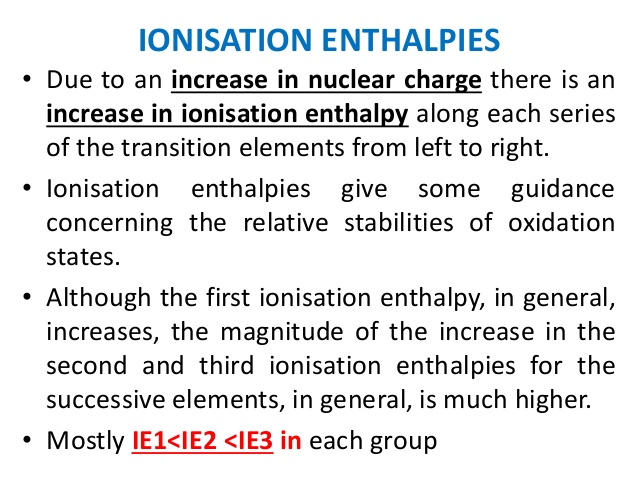 IONISATION ENTHALPIES
• Due to an increase in nuclear charge there is an
increase in ionisation enthalpy along each series
of the transition elements from left to right.
• Ionisation enthalpies give some guidance
concerning the relative stabilities of oxidation
states.
• Although the first ionisation enthalpy, in general,
increases, the magnitude of the increase in the
second and third ionisation enthalpies for the
successive elements, in general, is much higher.
• Mostly IE1<IE2 <IE3 in each group